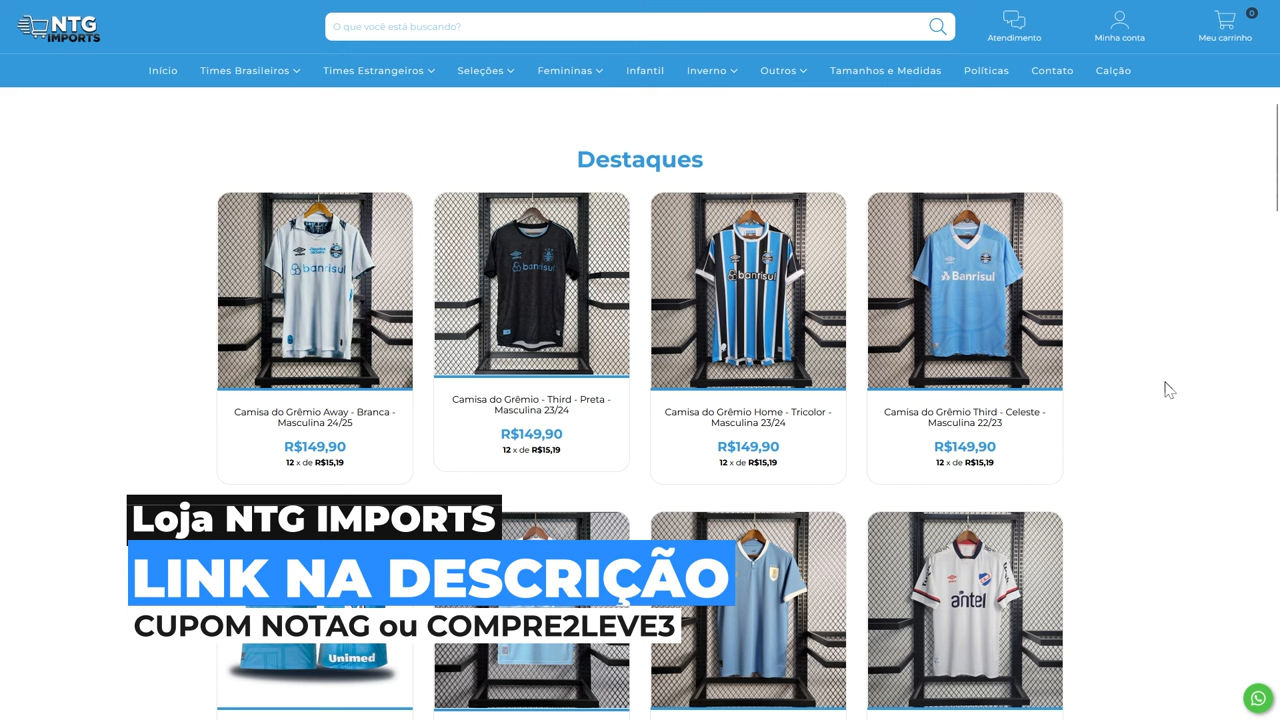 NTG
IMPORTS
O que você está buscando?
Atendimento
Minha conta
0
Meu carrinho
Início
Times Brasileiros
Times Estrangeiros
Seleções
Femininas
Infantil
Inverno
Outros
Tamanhos e Medidas
Políticas
Contato
Calção
Destaques
banrisul
banrisul
banrisul
Banrisul
Camisa do Grêmio Away - Branca -
Masculina 24/25
R$149,90
12 x de R$15,19
Camisa do Grêmio - Third - Preta -
Masculina 23/24
R$149,90
12 x de R$15,19
Camisa do Grêmio Home - Tricolor -
Masculina 23/24
R$149,90
12 x de R$15,19
Camisa do Grêmio Third - Celeste -
Masculina 22/23
R$149,90
12 x de R$15,19
Loja NTG IMPORTS
LINK NA DESCRIÇÃO
CUPOM NOTAG ou COMPRE2LEVE3
antel
Unimed